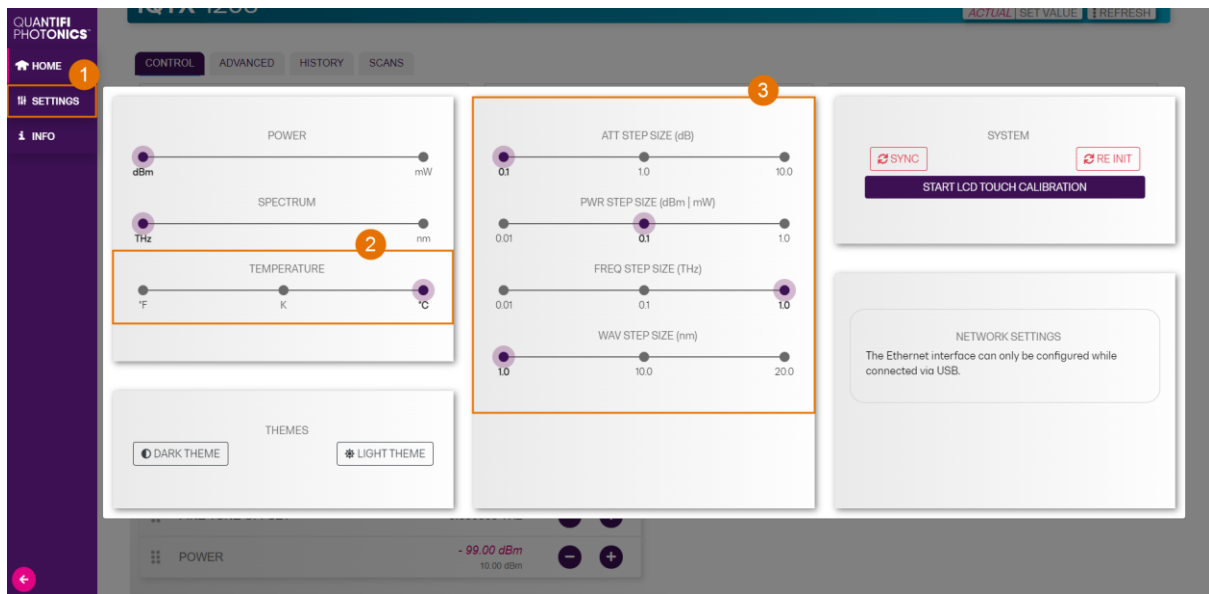 QUANTIFI
PHOTONICS
ACTUAL | SET VALUE REFRESH
HOME
1
CONTROL ADVANCED HISTORY SCANS
SETTINGS
INFO
POWER
dBm mW
SPECTRUM
THz nm
2
TEMPERATURE
°F K °C
THEMES
DARK THEME LIGHT THEME
3
ATT STEP SIZE (dB)
0.1 1.0 10.0
PWR STEP SIZE (dBm | mW)
0.01 0.1 1.0
FREQ STEP SIZE (THz)
0.01 0.1 1.0
WAV STEP SIZE (nm)
1.0 10.0 20.0
SYSTEM
SYNC RE INIT
START LCD TOUCH CALIBRATION
NETWORK SETTINGS
The Ethernet interface can only be configured while
connected via USB.
POWER - 99.00 dBm
10.00 dBm